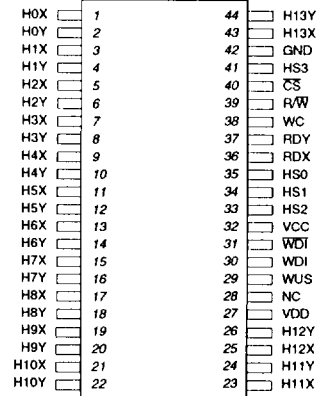 H0X 1 44 H13Y
H0Y 2 43 H13X
H1X 3 42 GND
H1Y 4 41 HS3
H2X 5 40 C̅S̅
H2Y 6 39 R/W̅
H3X 7 38 WC
H3Y 8 37 RDY
H4X 9 36 RDX
H4Y 10 35 HS0
H5X 11 34 HS1
H5Y 12 33 HS2
H6X 13 32 VCC
H6Y 14 31 W̅D̅I̅
H7X 15 30 WDI
H7Y 16 29 WUS
H8X 17 28 NC
H8Y 18 27 VDD
H9X 19 26 H12Y
H9Y 20 25 H12X
H10X 21 24 H11Y
H10Y 22 23 H11X